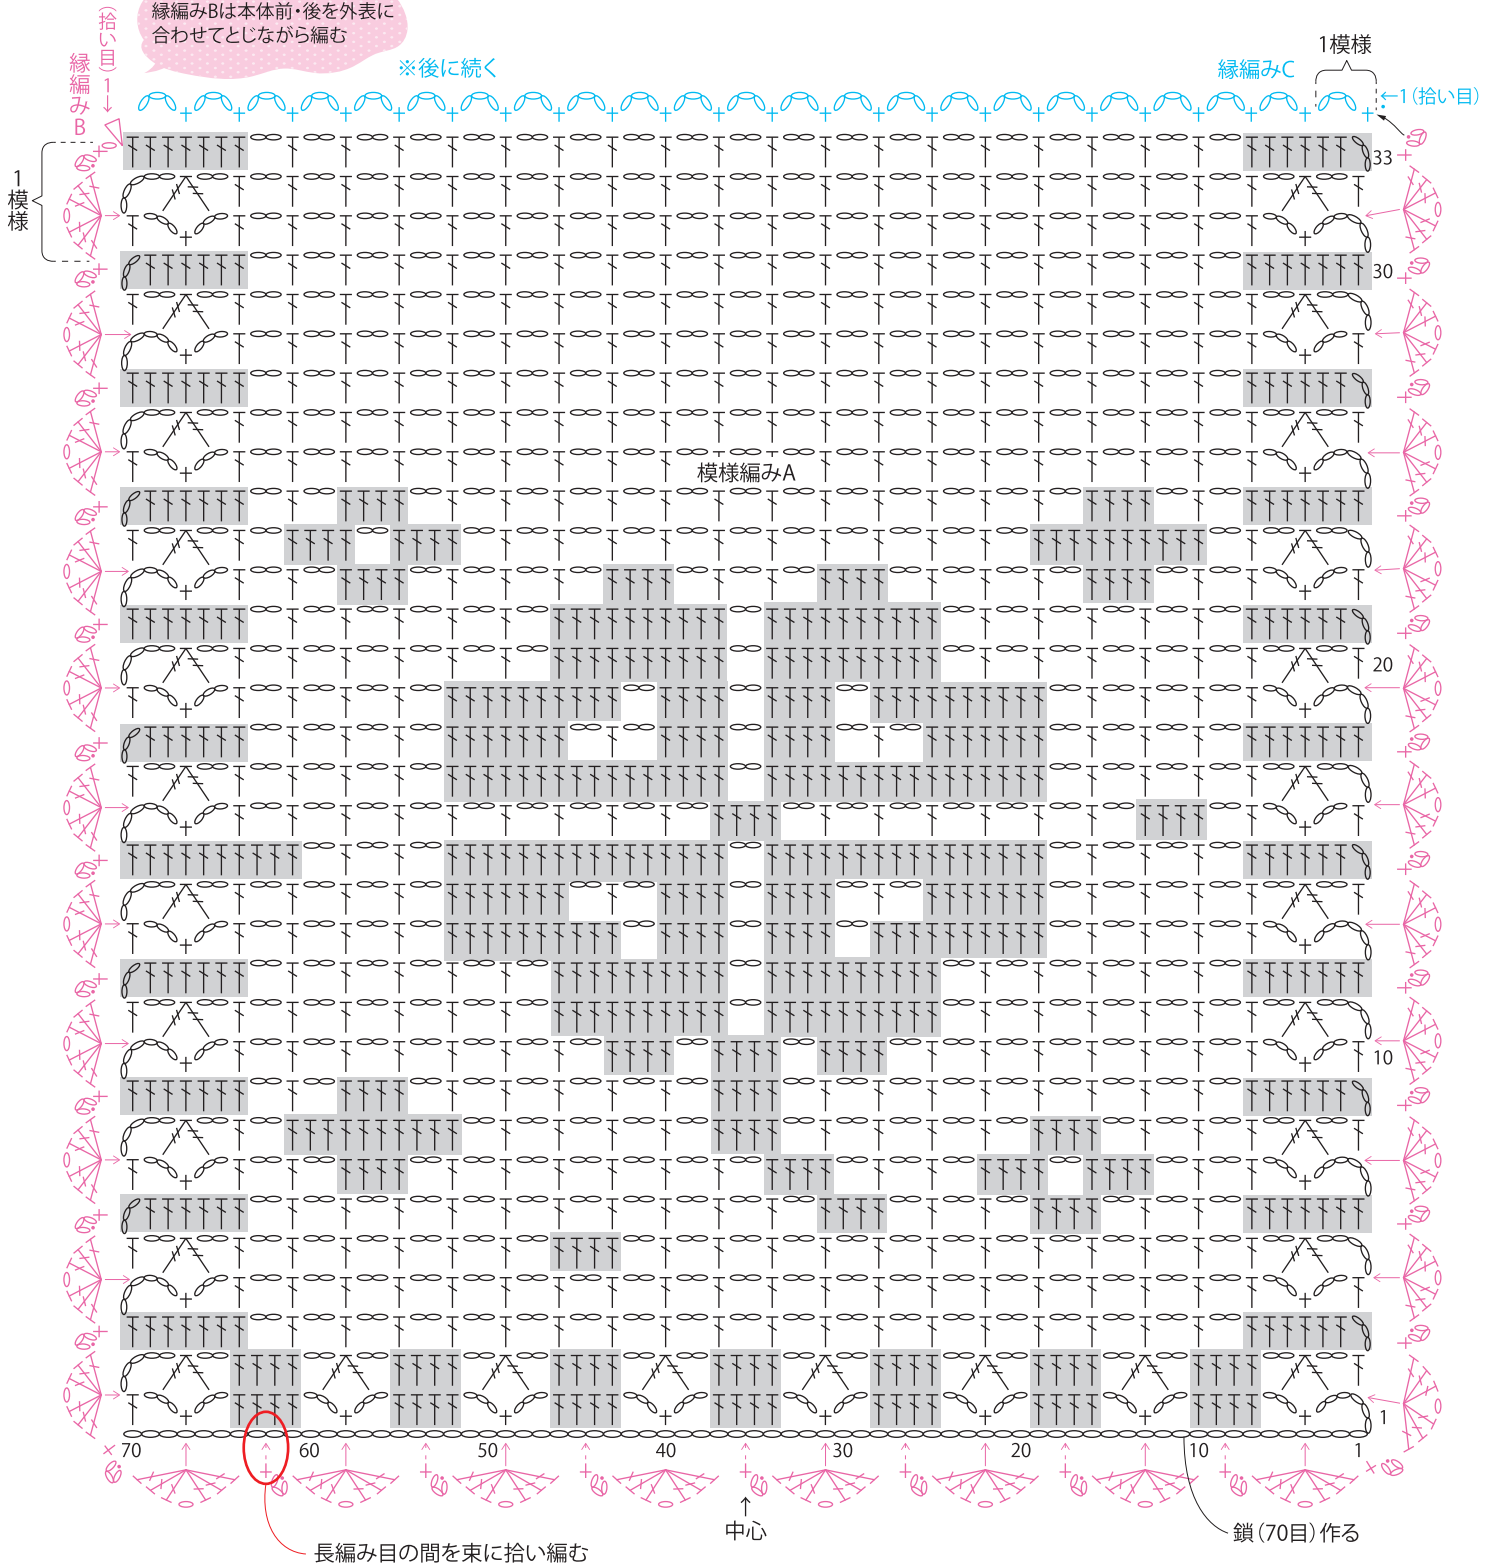 縁編みBは本体前・後を外表に
合わせてとじながら編む
(拾い目)1
縁編みB
※後に続く
縁編みC
1模様
←1(拾い目)
1模様
33
30
模様編みA
20
10
1
70
60
50
40
30
20
10
1
中心
鎖(70目)作る
長編み目の間を束に拾い編む